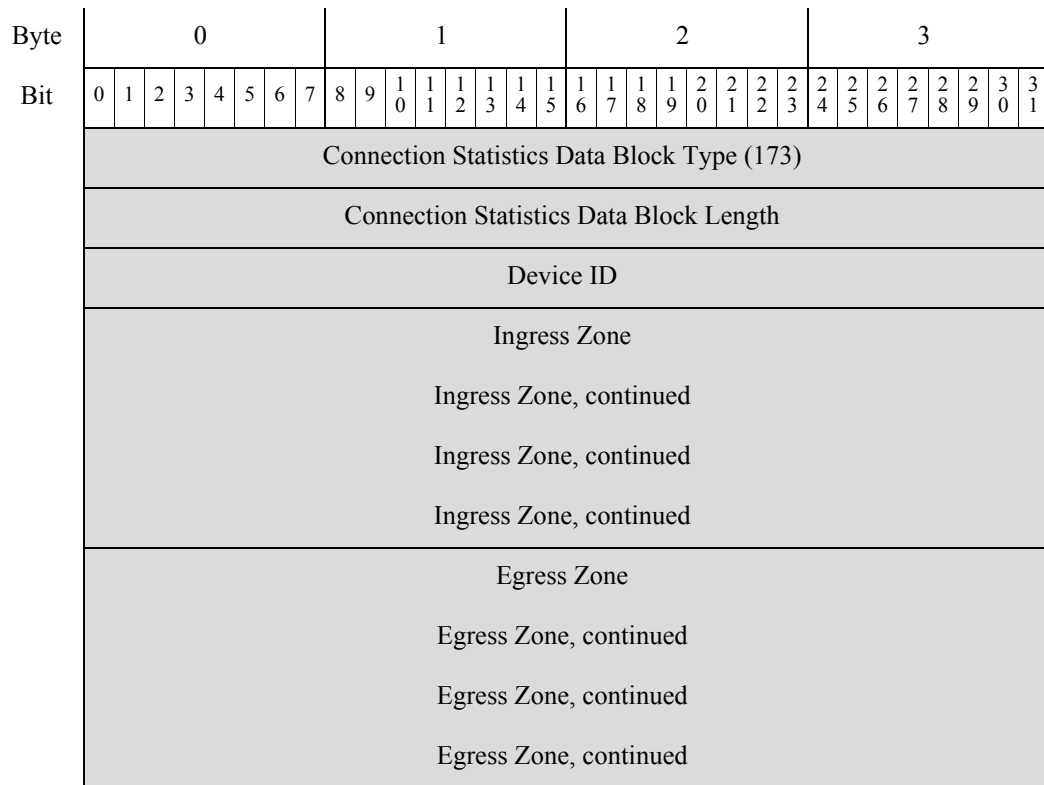 Byte 0 1 2 3
Bit 0 1 2 3 4 5 6 7 8 9 10 11 12 13 14 15 16 17 18 19 20 21 22 23 24 25 26 27 28 29 30 31
Connection Statistics Data Block Type (173)
Connection Statistics Data Block Length
Device ID
Ingress Zone
Ingress Zone, continued
Ingress Zone, continued
Ingress Zone, continued
Egress Zone
Egress Zone, continued
Egress Zone, continued
Egress Zone, continued